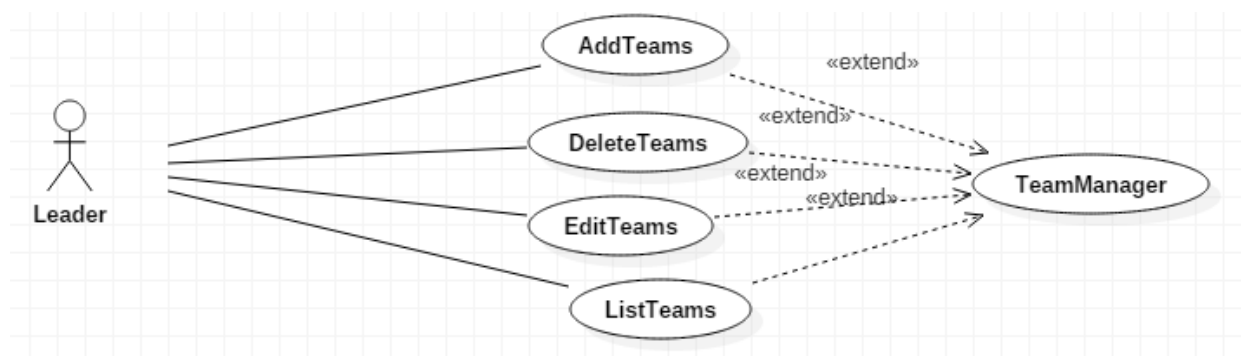 AddTeams
«extend»
«extend»
DeleteTeams
«extend»
TeamManager
«extend»
Leader
EditTeams
ListTeams